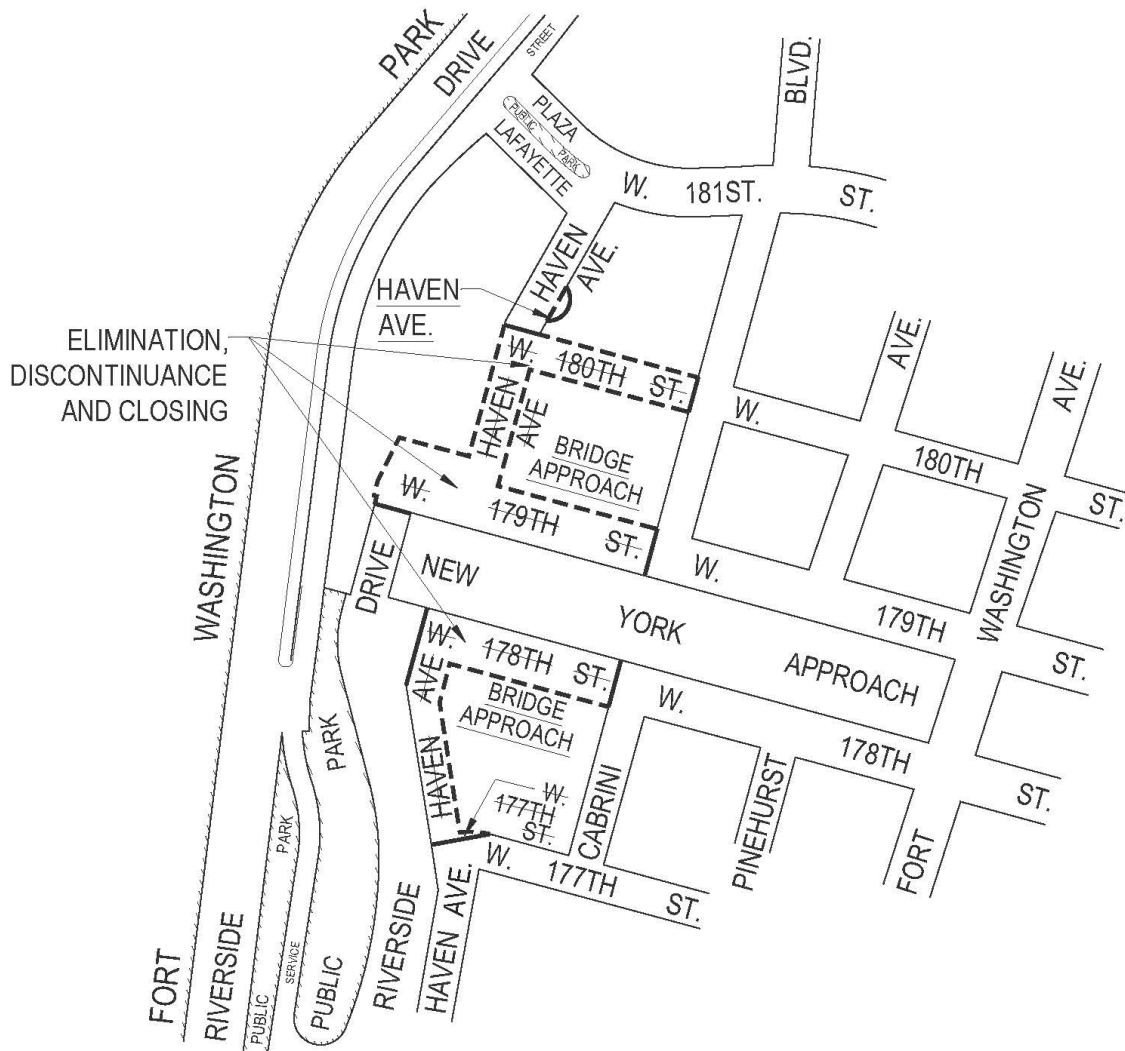 PARK
DRIVE
STREET
BLVD.
PLAZA
PUBLIC PARK
LAFAYETTE
W. 181ST. ST.
HAVEN AVE.
HAVEN
AVE.
ELIMINATION,
DISCONTINUANCE
AND CLOSING
W. 180TH ST.
HAVEN AVE
AVE.
AVE.
W. 180TH ST.
BRIDGE
APPROACH
W. 179TH ST.
WASHINGTON
WASHINGTON
DRIVE
NEW YORK APPROACH
W. 179TH ST.
W. 178TH ST.
HAVEN AVE
BRIDGE
APPROACH
W. 178TH ST.
W.
177TH
ST.
CABRINI
PINEHURST
FORT
W. 177TH ST.
HAVEN AVE.
PARK
PUBLIC
PARK
PUBLIC
SERVICE
RIVERSIDE
RIVERSIDE
FORT